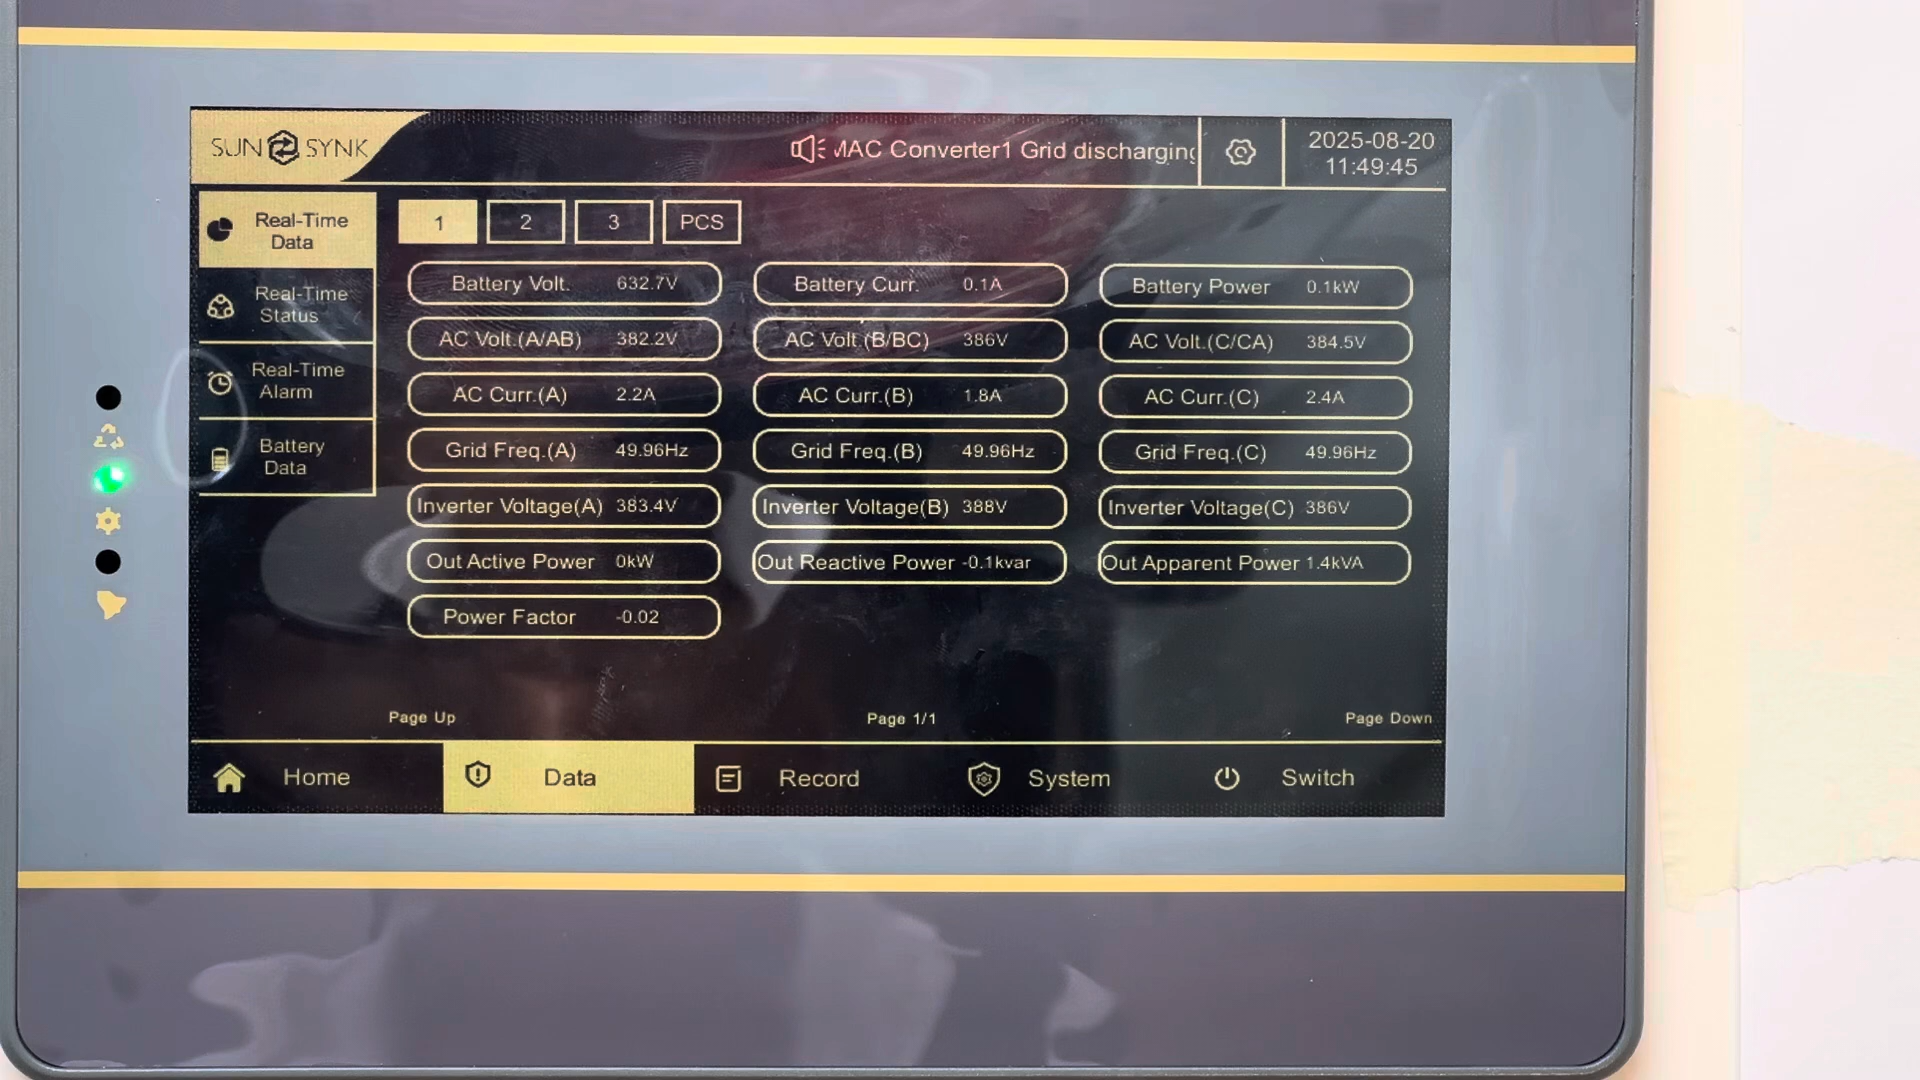 SUN SYNK
MAC Converter1 Grid discharging
2025-08-20
11:49:45
Real-Time
Data
Real-Time
Status
Real-Time
Alarm
Battery
Data
1 2 3 PCS
Battery Volt. 632.7V Battery Curr. 0.1A Battery Power 0.1kW
AC Volt.(A/AB) 382.2V AC Volt.(B/BC) 386V AC Volt.(C/CA) 384.5V
AC Curr.(A) 2.2A AC Curr.(B) 1.8A AC Curr.(C) 2.4A
Grid Freq.(A) 49.96Hz Grid Freq.(B) 49.96Hz Grid Freq.(C) 49.96Hz
Inverter Voltage(A) 383.4V Inverter Voltage(B) 388V Inverter Voltage(C) 386V
Out Active Power 0kW Out Reactive Power -0.1kvar Out Apparent Power 1.4kVA
Power Factor -0.02
Page Up Page 1/1 Page Down
Home Data Record System Switch